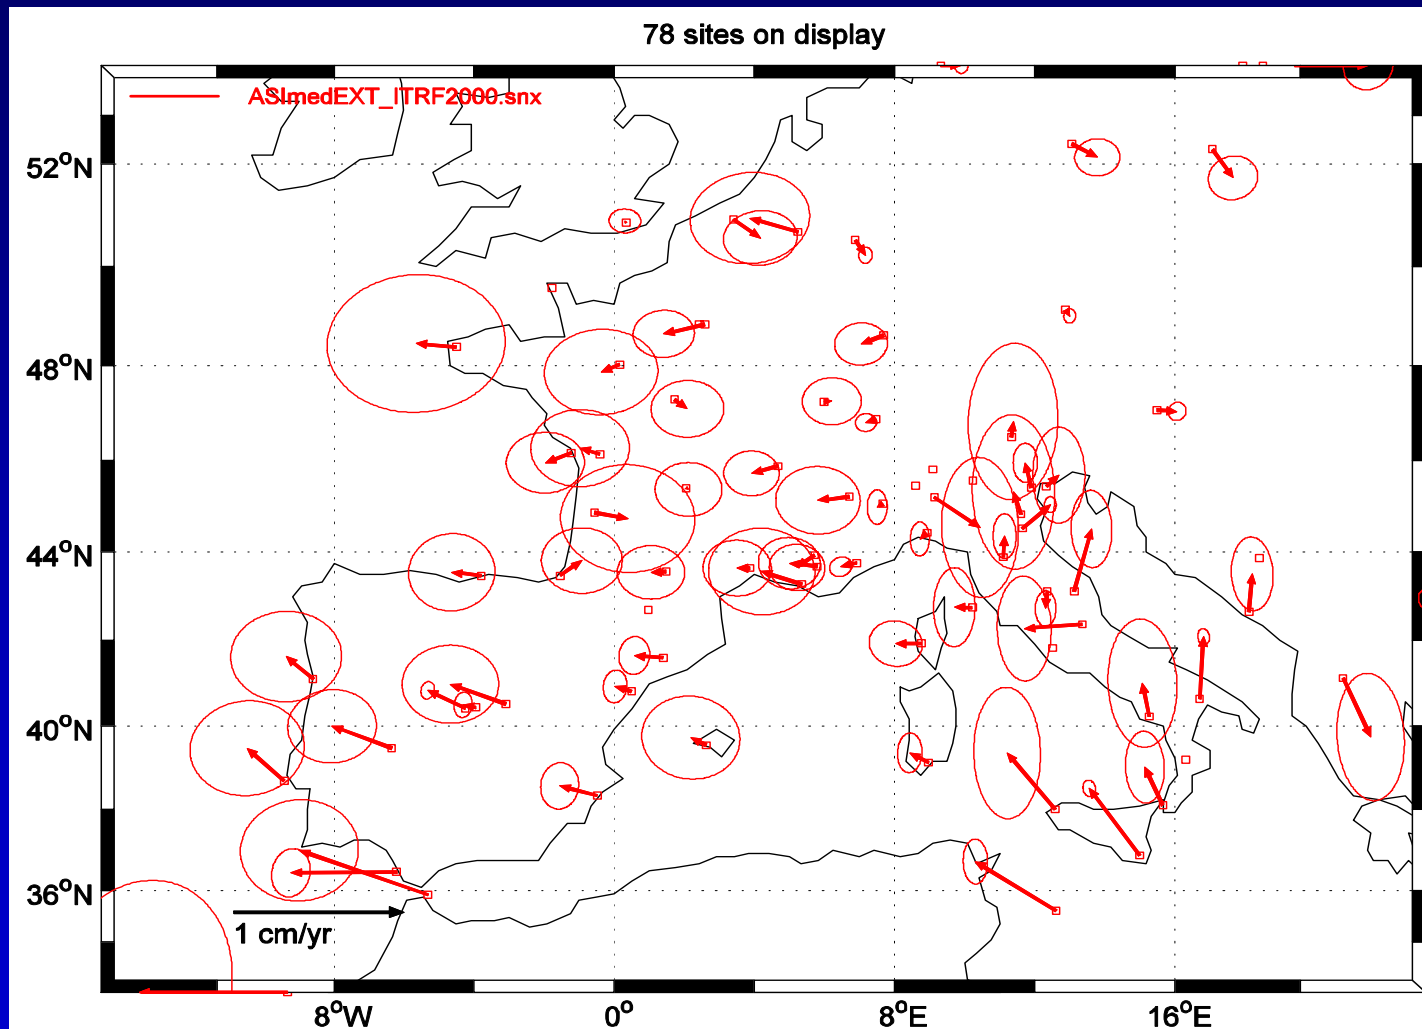 78 sites on display
ASImedEXT_ITRF2000.snx
52°N
48°N
44°N
40°N
36°N
1 cm/yr
8°W
0°
8°E
16°E